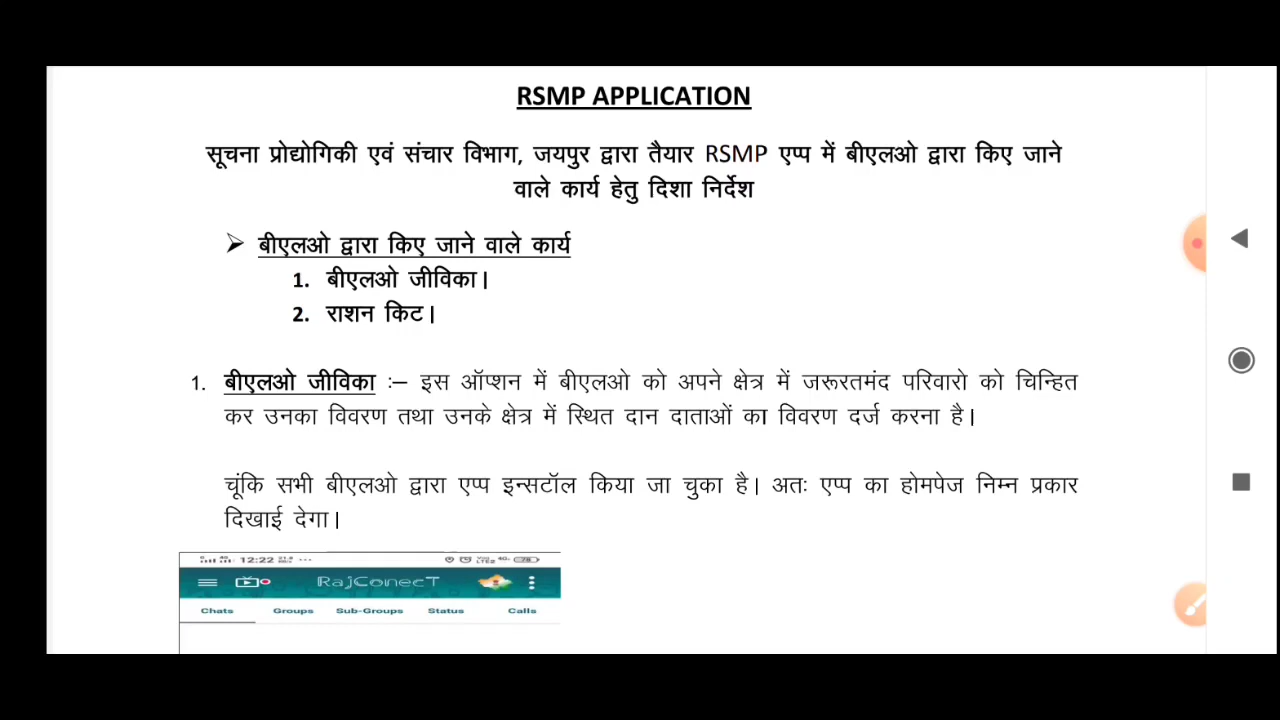 RSMP APPLICATION
सूचना प्रोद्योगिकी एवं संचार विभाग, जयपुर द्वारा तैयार RSMP एप्प में बीएलओ द्वारा किए जाने
वाले कार्य हेतु दिशा निर्देश
➢ बीएलओ द्वारा किए जाने वाले कार्य
1. बीएलओ जीविका।
2. राशन किट।
1. बीएलओ जीविका :– इस ऑप्शन में बीएलओ को अपने क्षेत्र में जरूरतमंद परिवारो को चिन्हित
कर उनका विवरण तथा उनके क्षेत्र में स्थित दान दाताओं का विवरण दर्ज करना है।
चूंकि सभी बीएलओ द्वारा एप्प इन्सटॉल किया जा चुका है। अतः एप्प का होमपेज निम्न प्रकार
दिखाई देगा।
12:22
RajConecT
Chats Groups Sub-Groups Status Calls